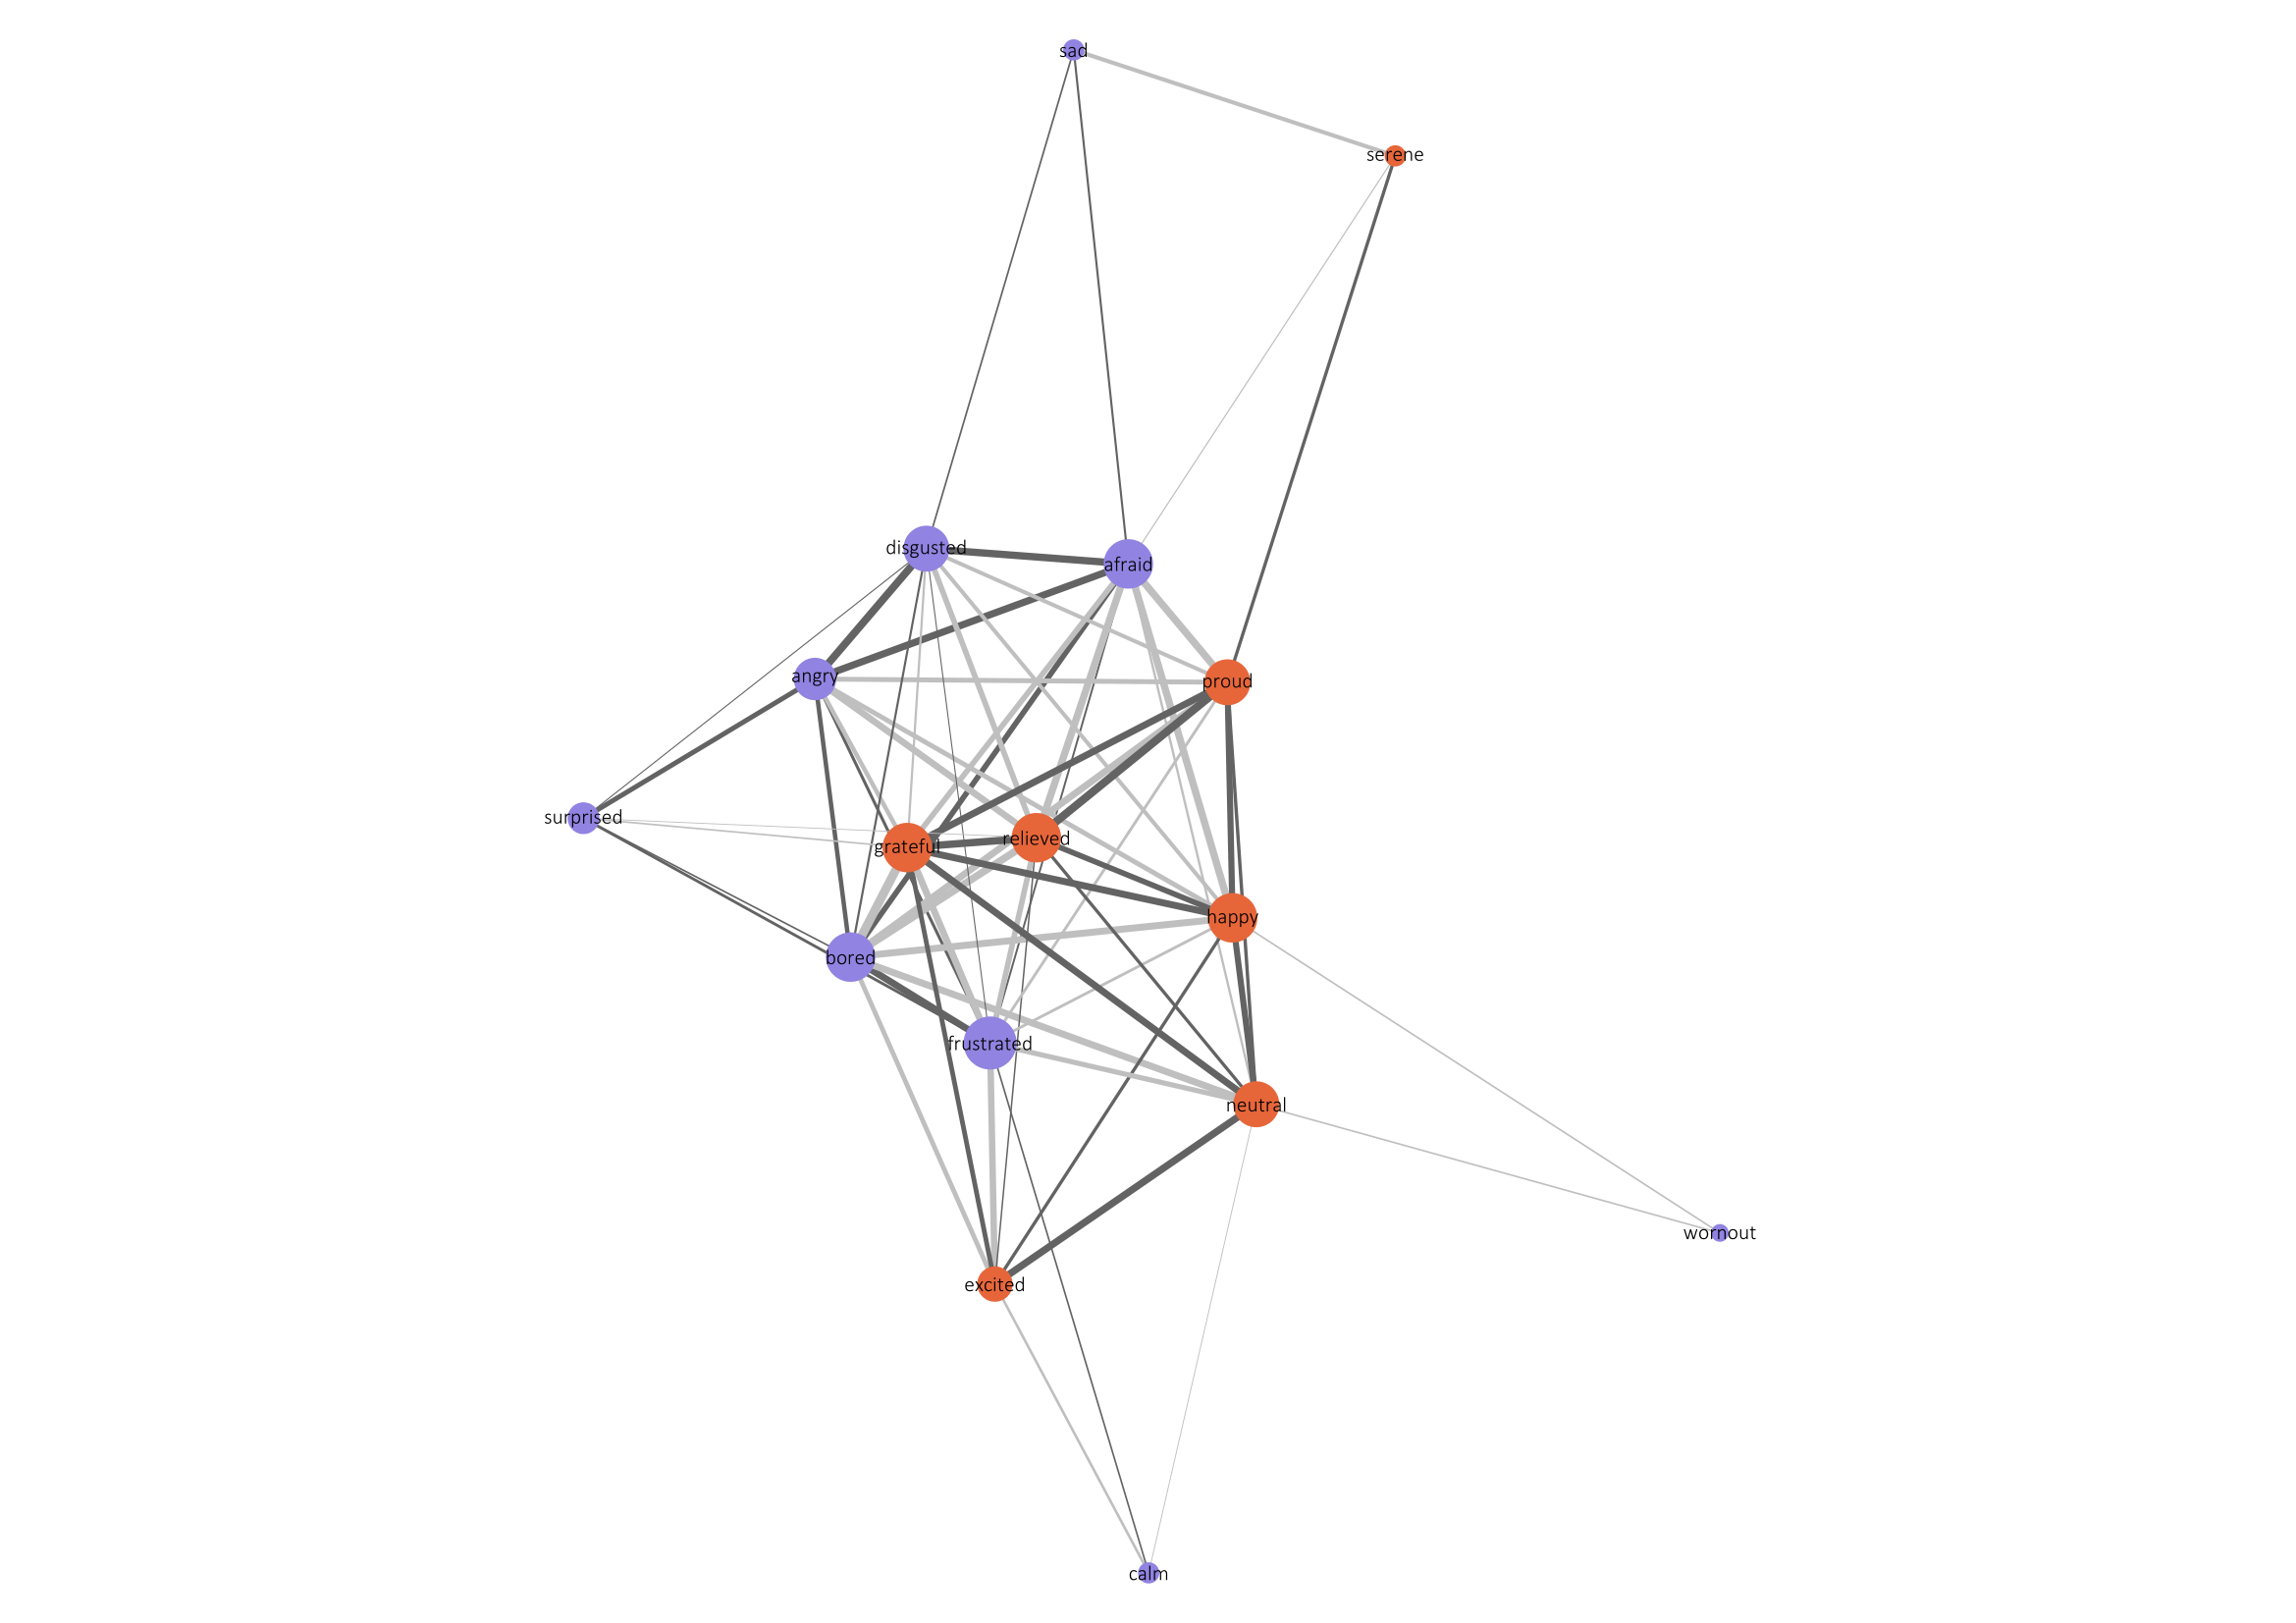 sad
serene
disgusted
afraid
angry
proud
surprised
grateful
relieved
happy
bored
frustrated
neutral
wornout
excited
calm